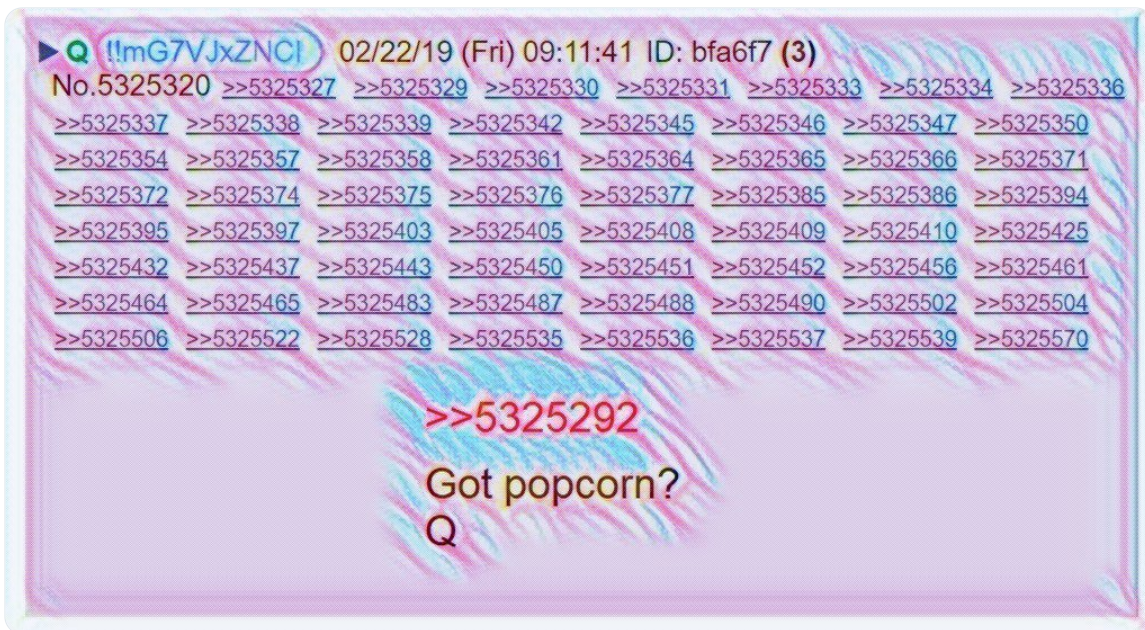 ▶ Q !!mG7VJxZNCI 02/22/19 (Fri) 09:11:41 ID: bfa6f7 (3)
No.5325320 >>5325327 >>5325329 >>5325330 >>5325331 >>5325333 >>5325334 >>5325336
>>5325337 >>5325338 >>5325339 >>5325342 >>5325345 >>5325346 >>5325347 >>5325350
>>5325354 >>5325357 >>5325358 >>5325361 >>5325364 >>5325365 >>5325366 >>5325371
>>5325372 >>5325374 >>5325375 >>5325376 >>5325377 >>5325385 >>5325386 >>5325394
>>5325395 >>5325397 >>5325403 >>5325405 >>5325408 >>5325409 >>5325410 >>5325425
>>5325432 >>5325437 >>5325443 >>5325450 >>5325451 >>5325452 >>5325456 >>5325461
>>5325464 >>5325465 >>5325483 >>5325487 >>5325488 >>5325490 >>5325502 >>5325504
>>5325506 >>5325522 >>5325528 >>5325535 >>5325536 >>5325537 >>5325539 >>5325570
>>5325292
Got popcorn?
Q